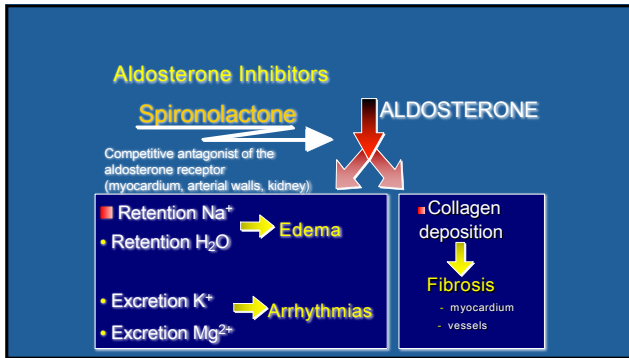 Aldosterone Inhibitors
Spironolactone
ALDOSTERONE
Competitive antagonist of the
aldosterone receptor
(myocardium, arterial walls, kidney)
Retention Na⁺
• Retention H₂O
Edema
• Excretion K⁺
• Excretion Mg²⁺
Arrhythmias
Collagen
deposition
Fibrosis
- myocardium
- vessels